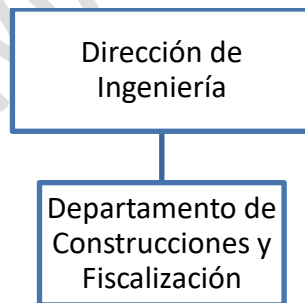 Dirección de
Ingeniería
Departamento de
Construcciones y
Fiscalización